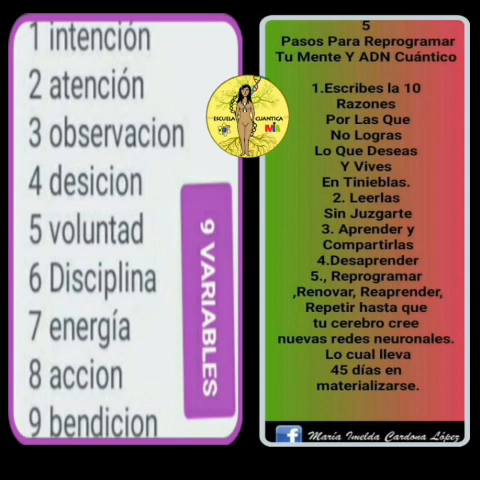 1 intención
2 atención
3 observacion
4 desicion
5 voluntad
6 Disciplina
7 energía
8 accion
9 bendicion
9 VARIABLES
ESCUELA CUANTICA
5
Pasos Para Reprogramar
Tu Mente Y ADN Cuántico
1.Escribes la 10
Razones
Por Las Que
No Logras
Lo Que Deseas
Y Vives
En Tinieblas.
2. Leerlas
Sin Juzgarte
3. Aprender y
Compartirlas
4.Desaprender
5., Reprogramar
,Renovar, Reaprender,
Repetir hasta que
tu cerebro cree
nuevas redes neuronales.
Lo cual lleva
45 días en
materializarse.
f María Imelda Cardona López